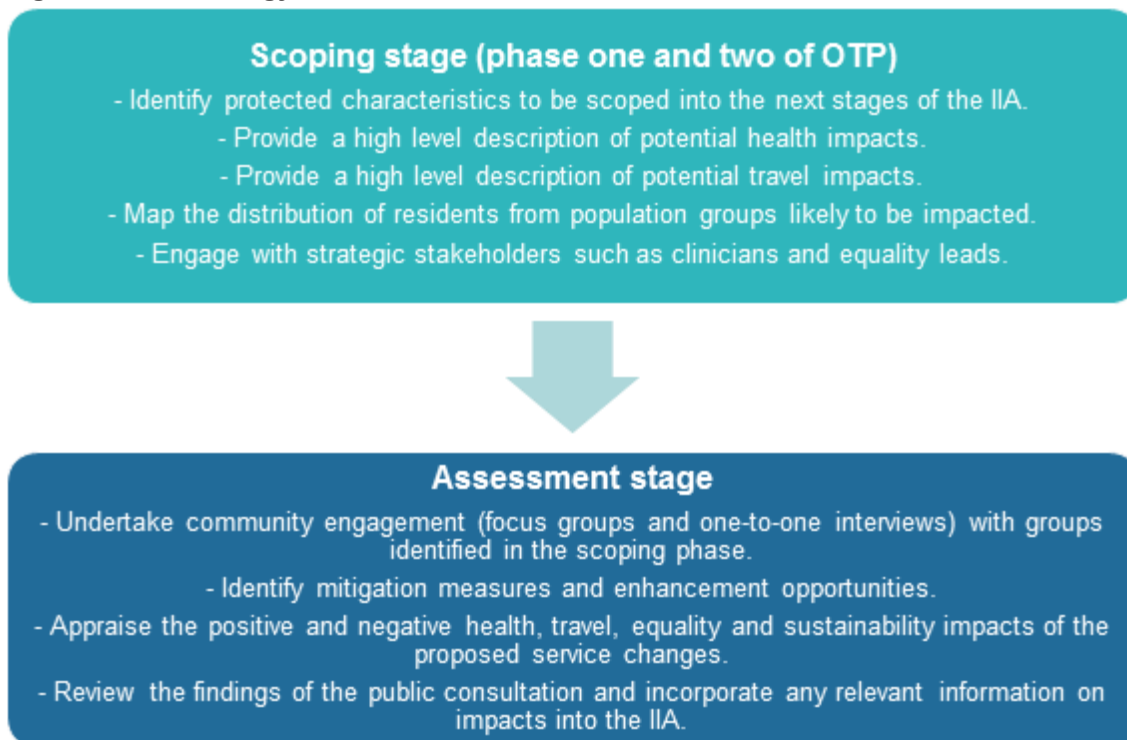 Scoping stage (phase one and two of OTP)
- Identify protected characteristics to be scoped into the next stages of the IIA.
- Provide a high level description of potential health impacts.
- Provide a high level description of potential travel impacts.
- Map the distribution of residents from population groups likely to be impacted.
- Engage with strategic stakeholders such as clinicians and equality leads.
Assessment stage
- Undertake community engagement (focus groups and one-to-one interviews) with groups
identified in the scoping phase.
- Identify mitigation measures and enhancement opportunities.
- Appraise the positive and negative health, travel, equality and sustainability impacts of the
proposed service changes.
- Review the findings of the public consultation and incorporate any relevant information on
impacts into the IIA.